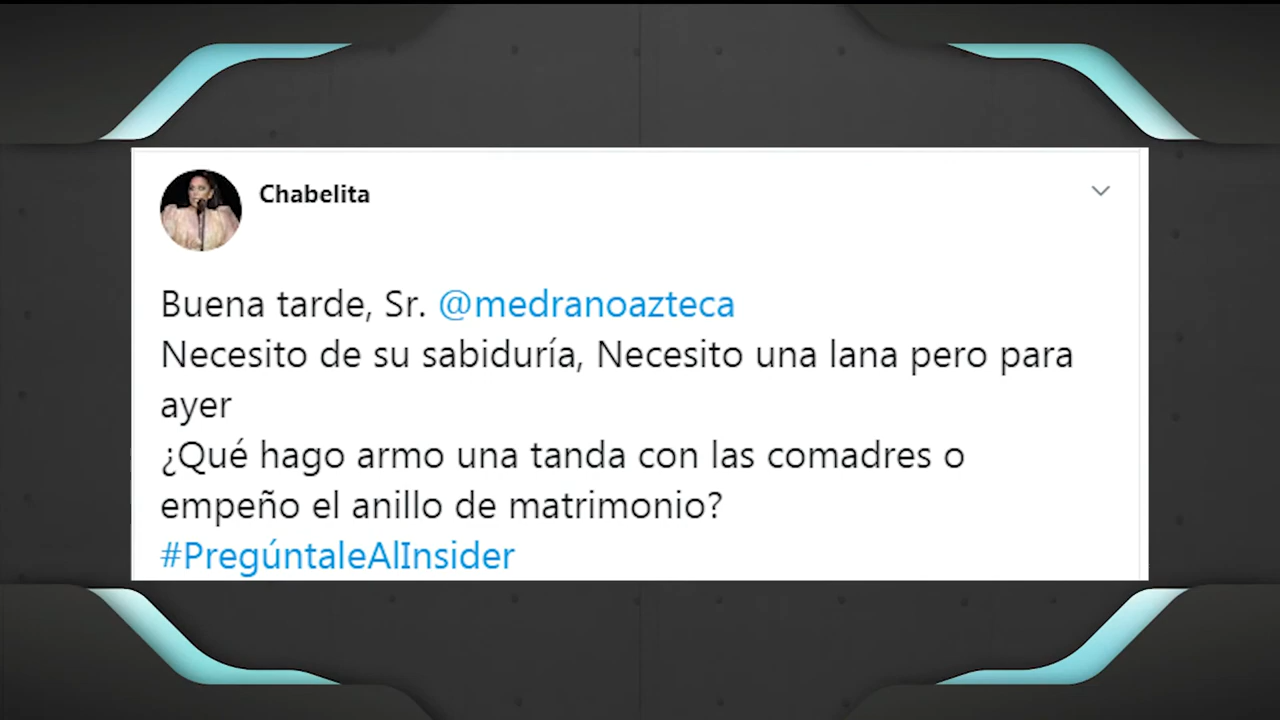 Chabelita
Buena tarde, Sr. @medranoazteca
Necesito de su sabiduría, Necesito una lana pero para
ayer
¿Qué hago armo una tanda con las comadres o
empeño el anillo de matrimonio?
#PregúntaleAlInsider